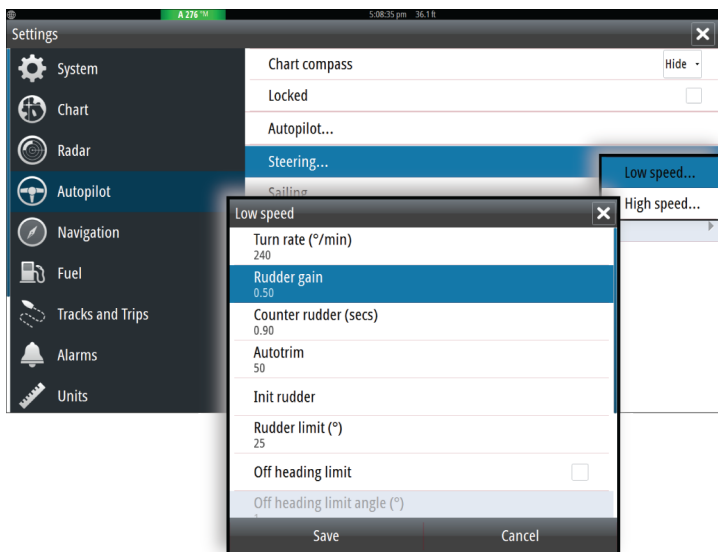 A 276 °M 5:08:35 pm 36.1 ft
Settings
System
Chart
Radar
Autopilot
Navigation
Fuel
Tracks and Trips
Alarms
Units
Chart compass Hide
Locked
Autopilot...
Steering...
Sailing
Low speed...
High speed...
Low speed
Turn rate (°/min)
240
Rudder gain
0.50
Counter rudder (secs)
0.90
Autotrim
50
Init rudder
Rudder limit (°)
25
Off heading limit
Off heading limit angle (°)
Save Cancel